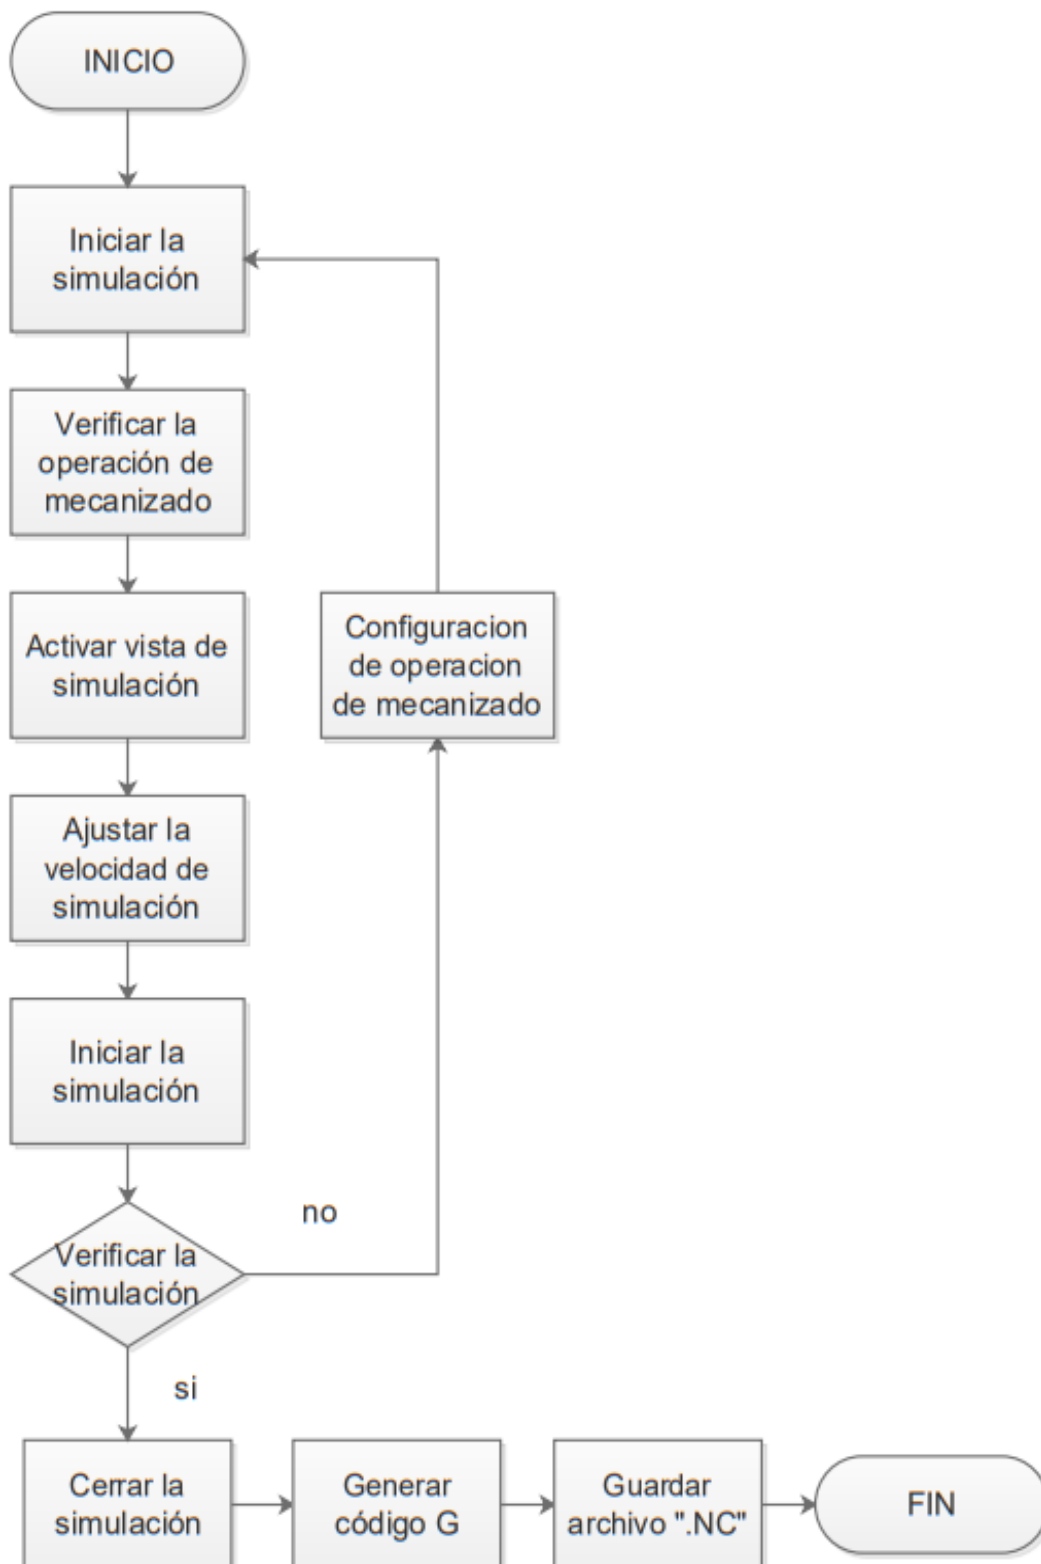 INICIO
Iniciar la
simulación
Verificar la
operación de
mecanizado
Activar vista de
simulación
Configuracion
de operacion
de mecanizado
Ajustar la
velocidad de
simulación
Iniciar la
simulación
no
Verificar la
simulación
si
Cerrar la
simulación
Generar
código G
Guardar
archivo ".NC"
FIN